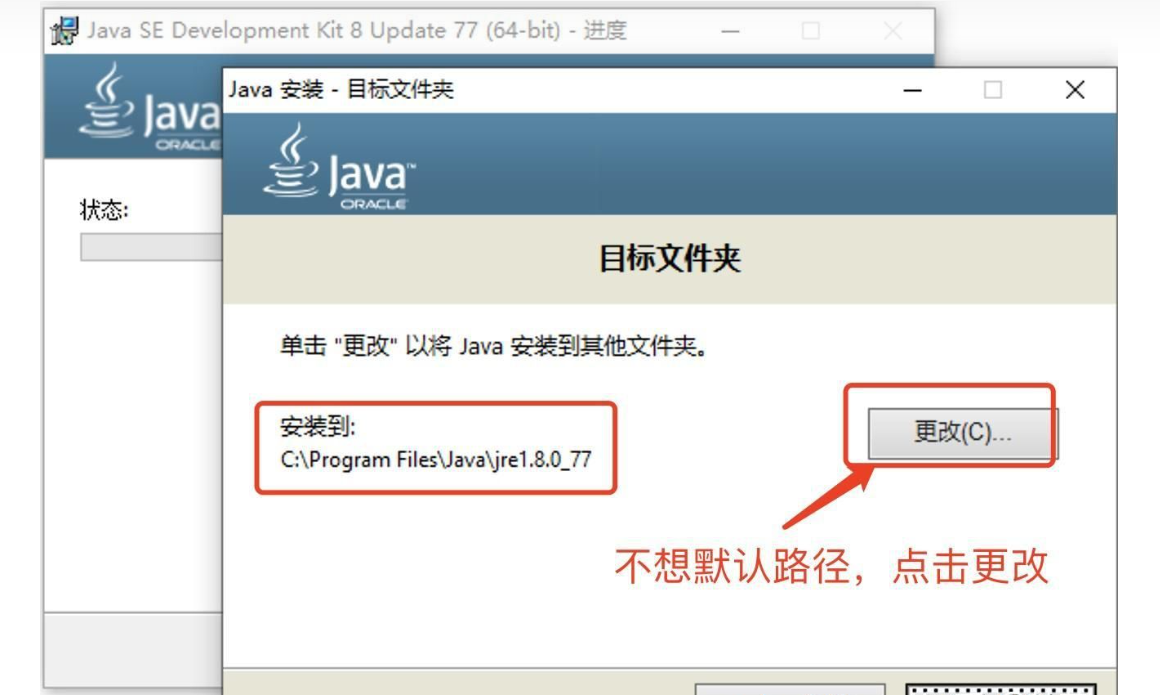 Java SE Development Kit 8 Update 77 (64-bit) - 进度
Java
ORACLE
状态:
Java 安装 - 目标文件夹
Java™
ORACLE
目标文件夹
单击 "更改" 以将 Java 安装到其他文件夹。
安装到:
C:\Program Files\Java\jre1.8.0_77
更改(C)...
不想默认路径，点击更改